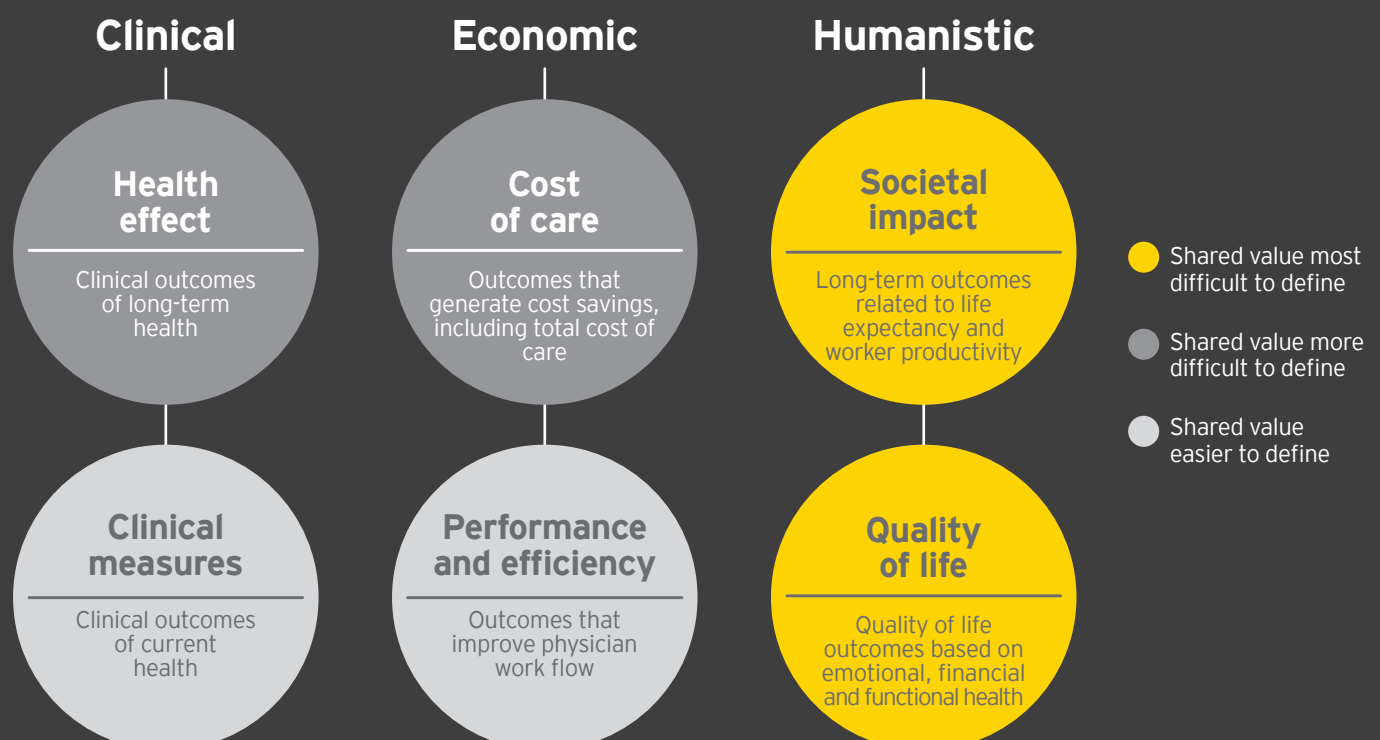 Clinical
Health
effect
Clinical outcomes
of long-term
health
Clinical
measures
Clinical outcomes
of current
health
Economic
Cost
of care
Outcomes that
generate cost savings,
including total cost of
care
Performance
and efficiency
Outcomes that
improve physician
work flow
Humanistic
Societal
impact
Long-term outcomes
related to life
expectancy and
worker productivity
Quality
of life
Quality of life
outcomes based on
emotional, financial
and functional health
Shared value most
difficult to define
Shared value more
difficult to define
Shared value
easier to define